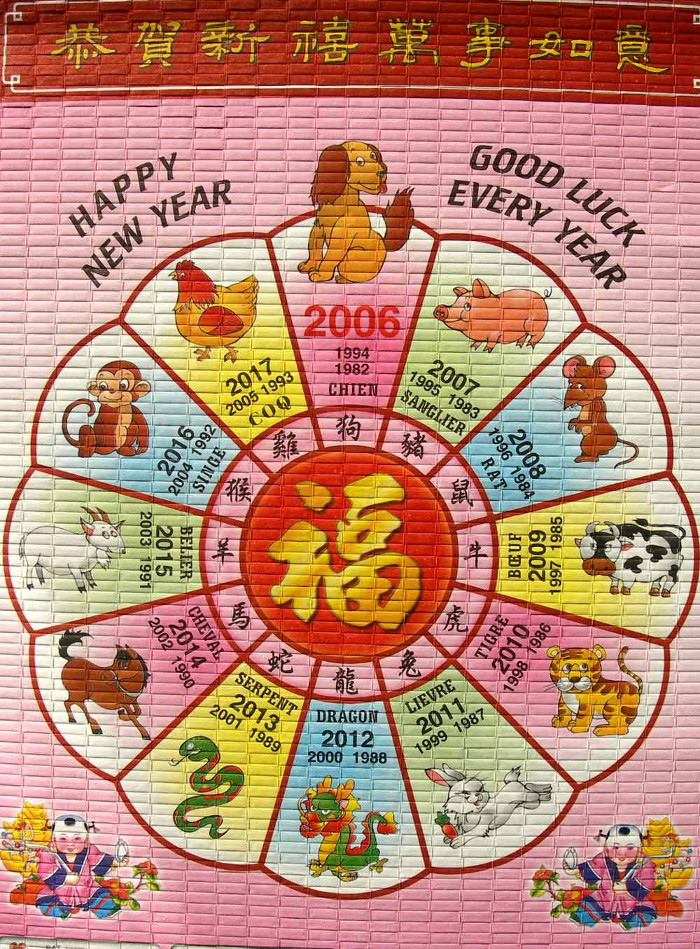 恭賀新禧萬事如意
HAPPY
NEW YEAR
GOOD LUCK
EVERY YEAR
2006
1994
1982
CHIEN
狗
2007
1995 1983
SANGLIER
豬
2008
1996 1984
RAT
鼠
BŒUF
2009
1997 1985
牛
TIGRE
2010
1998 1986
虎
LIEVRE
2011
1999 1987
兔
DRAGON
2012
2000 1988
龍
SERPENT
2013
2001 1989
蛇
CHEVAL
2014
2002 1990
馬
BELIER
2015
2003 1991
羊
2016
2004 1992
SINGE
猴
2017
2005 1993
COQ
雞
福